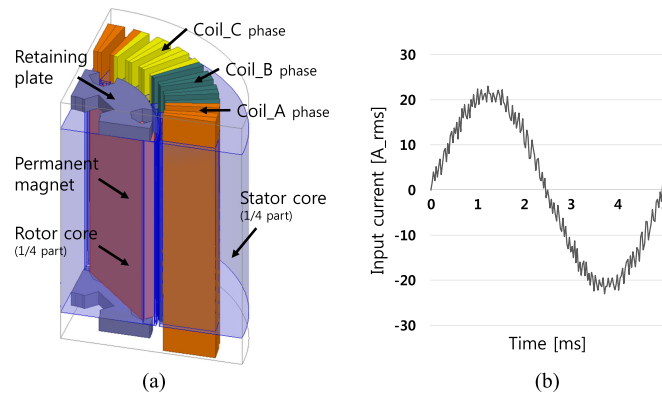 Coil_C phase
Retaining
plate
Coil_B phase
Coil_A phase
Permanent
magnet
Stator core
(1/4 part)
Rotor core
(1/4 part)
(a)
Input current [A_rms]
30
20
10
0
-10
-20
-30
0 1 2 3 4
Time [ms]
(b)